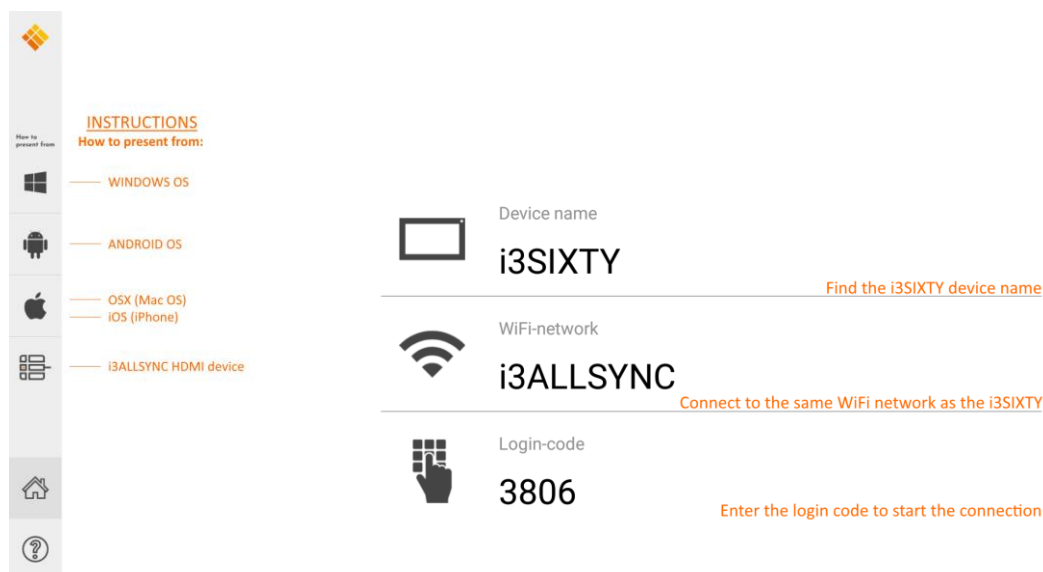 How to
present from
INSTRUCTIONS
How to present from:
WINDOWS OS
ANDROID OS
OSX (Mac OS)
iOS (iPhone)
i3ALLSYNC HDMI device
Device name
i3SIXTY
Find the i3SIXTY device name
WiFi-network
i3ALLSYNC
Connect to the same WiFi network as the i3SIXTY
Login-code
3806
Enter the login code to start the connection
?